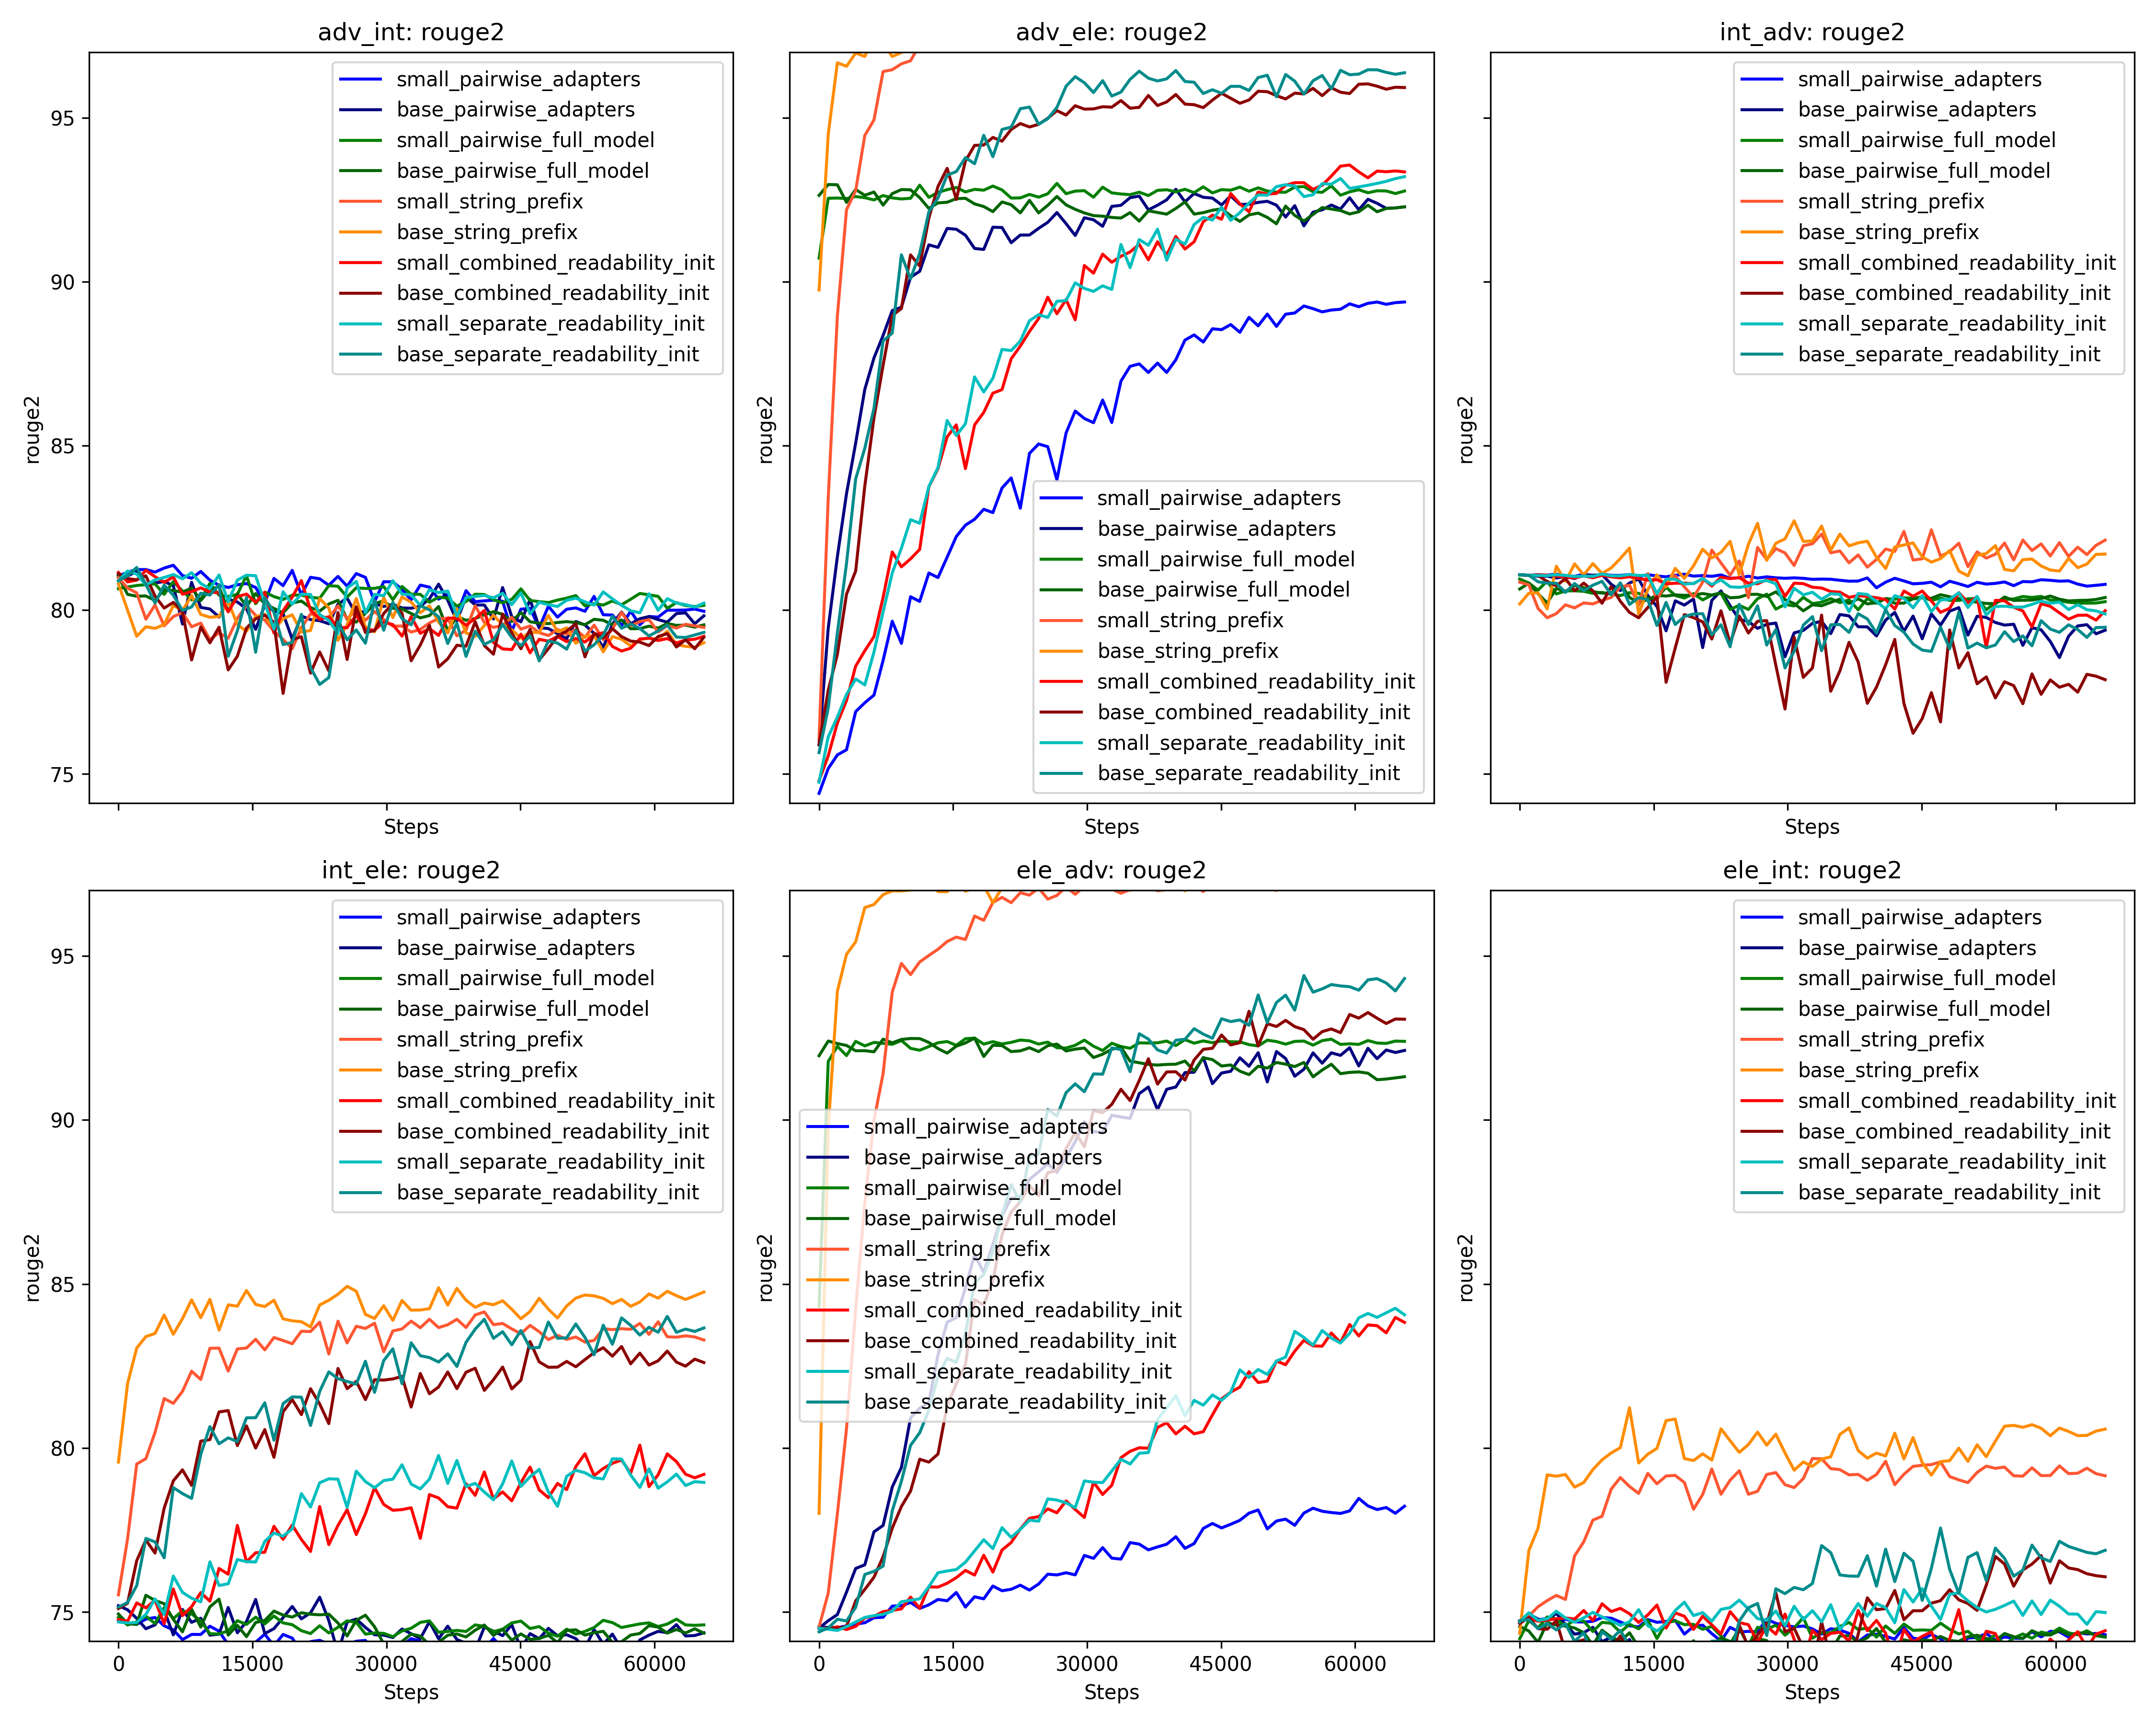 adv_int: rouge2
rouge2
95
90
85
80
75
small_pairwise_adapters
base_pairwise_adapters
small_pairwise_full_model
base_pairwise_full_model
small_string_prefix
base_string_prefix
small_combined_readability_init
base_combined_readability_init
small_separate_readability_init
base_separate_readability_init
Steps
adv_ele: rouge2
rouge2
small_pairwise_adapters
base_pairwise_adapters
small_pairwise_full_model
base_pairwise_full_model
small_string_prefix
base_string_prefix
small_combined_readability_init
base_combined_readability_init
small_separate_readability_init
base_separate_readability_init
Steps
int_adv: rouge2
rouge2
small_pairwise_adapters
base_pairwise_adapters
small_pairwise_full_model
base_pairwise_full_model
small_string_prefix
base_string_prefix
small_combined_readability_init
base_combined_readability_init
small_separate_readability_init
base_separate_readability_init
Steps
int_ele: rouge2
rouge2
95
90
85
80
75
small_pairwise_adapters
base_pairwise_adapters
small_pairwise_full_model
base_pairwise_full_model
small_string_prefix
base_string_prefix
small_combined_readability_init
base_combined_readability_init
small_separate_readability_init
base_separate_readability_init
0 15000 30000 45000 60000
Steps
ele_adv: rouge2
rouge2
small_pairwise_adapters
base_pairwise_adapters
small_pairwise_full_model
base_pairwise_full_model
small_string_prefix
base_string_prefix
small_combined_readability_init
base_combined_readability_init
small_separate_readability_init
base_separate_readability_init
0 15000 30000 45000 60000
Steps
ele_int: rouge2
rouge2
small_pairwise_adapters
base_pairwise_adapters
small_pairwise_full_model
base_pairwise_full_model
small_string_prefix
base_string_prefix
small_combined_readability_init
base_combined_readability_init
small_separate_readability_init
base_separate_readability_init
0 15000 30000 45000 60000
Steps